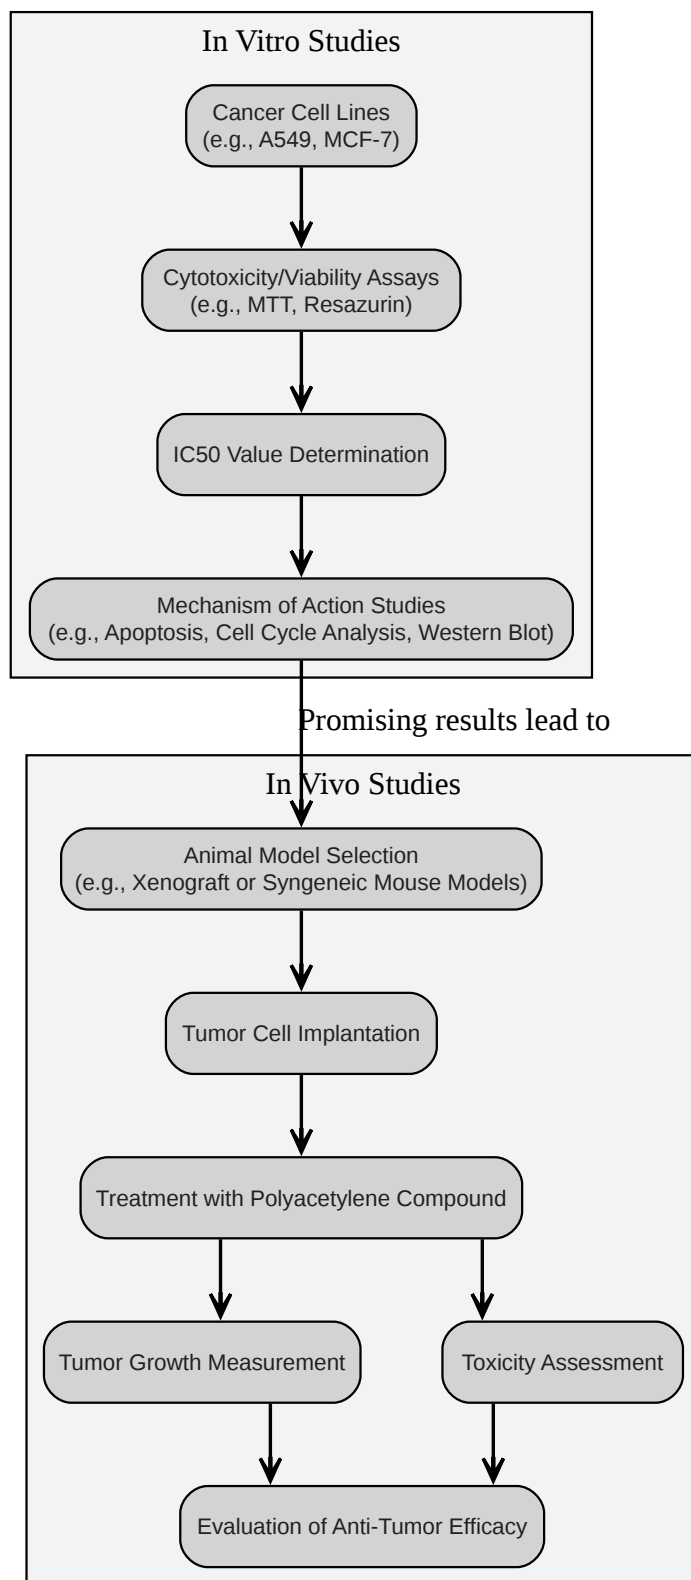 In Vitro Studies
Cancer Cell Lines
(e.g., A549, MCF-7)
Cytotoxicity/Viability Assays
(e.g., MTT, Resazurin)
IC50 Value Determination
Mechanism of Action Studies
(e.g., Apoptosis, Cell Cycle Analysis, Western Blot)
Promising results lead to
In Vivo Studies
Animal Model Selection
(e.g., Xenograft or Syngeneic Mouse Models)
Tumor Cell Implantation
Treatment with Polyacetylene Compound
Tumor Growth Measurement
Toxicity Assessment
Evaluation of Anti-Tumor Efficacy